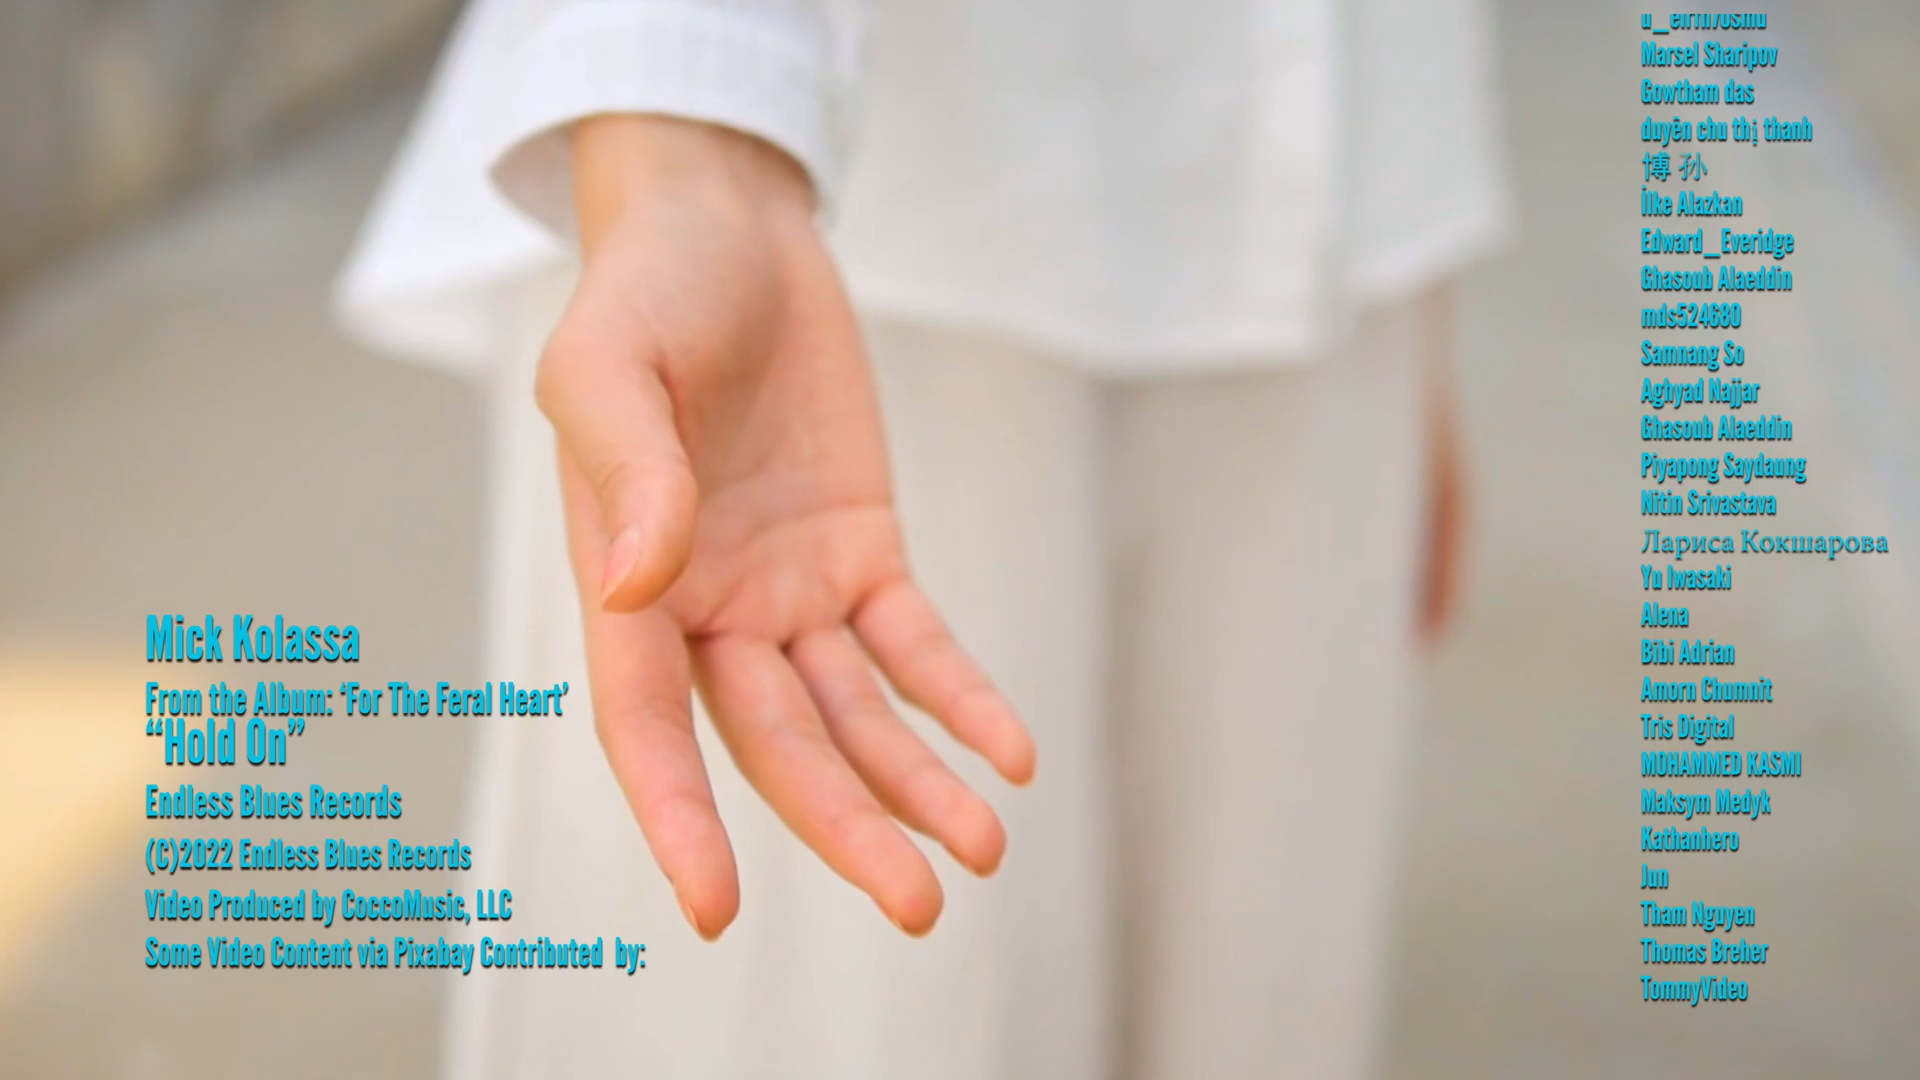 Mick Kolassa
From the Album: ‘For The Feral Heart’
“Hold On”
Endless Blues Records
(C)2022 Endless Blues Records
Video Produced by CoccoMusic, LLC
Some Video Content via Pixabay Contributed  by:
Marsel Sharipov
Gowtham das
duyên chu thị thanh
博 孙
İlke Alazkan
Edward_Everidge
Ghasoub Alaeddin
mds524680
Samnang So
Aghyad Najjar
Ghasoub Alaeddin
Piyapong Saydaung
Nitin Srivastava
Лариса Кокшарова
Yu Iwasaki
Alena
Bibi Adrian
Amorn Chumnit
Tris Digital
MOHAMMED KASMI
Maksym Medyk
Kathanhero
Jun
Tham Nguyen
Thomas Breher
TommyVideo